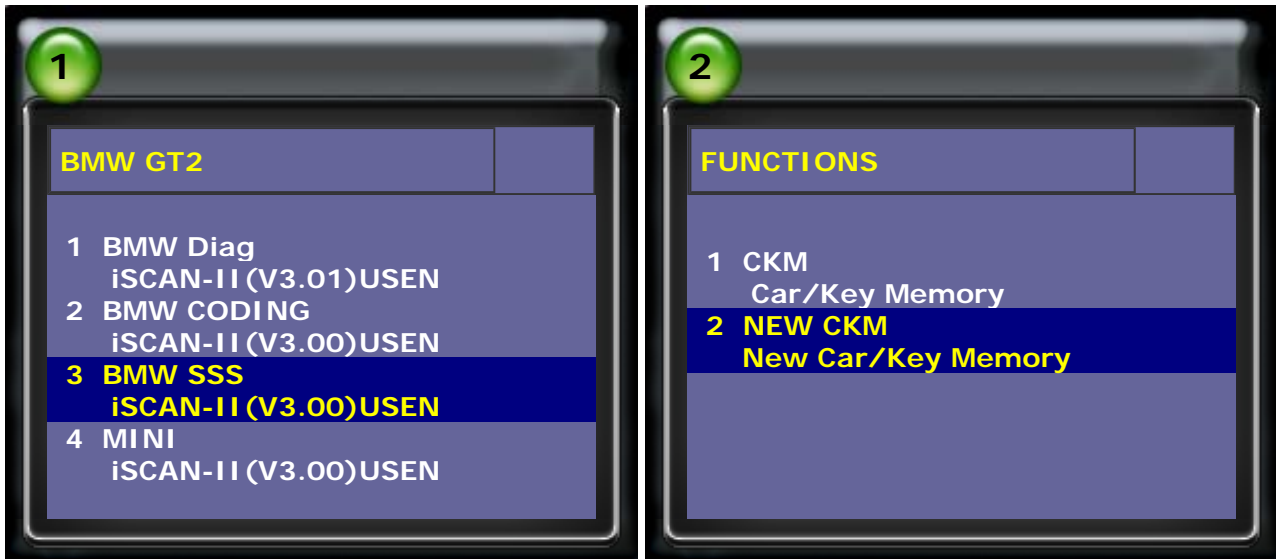 1
BMW GT2
1 BMW Diag
iSCAN-II(V3.01)USEN
2 BMW CODING
iSCAN-II(V3.00)USEN
3 BMW SSS
iSCAN-II(V3.00)USEN
4 MINI
iSCAN-II(V3.00)USEN
2
FUNCTIONS
1 CKM
Car/Key Memory
2 NEW CKM
New Car/Key Memory